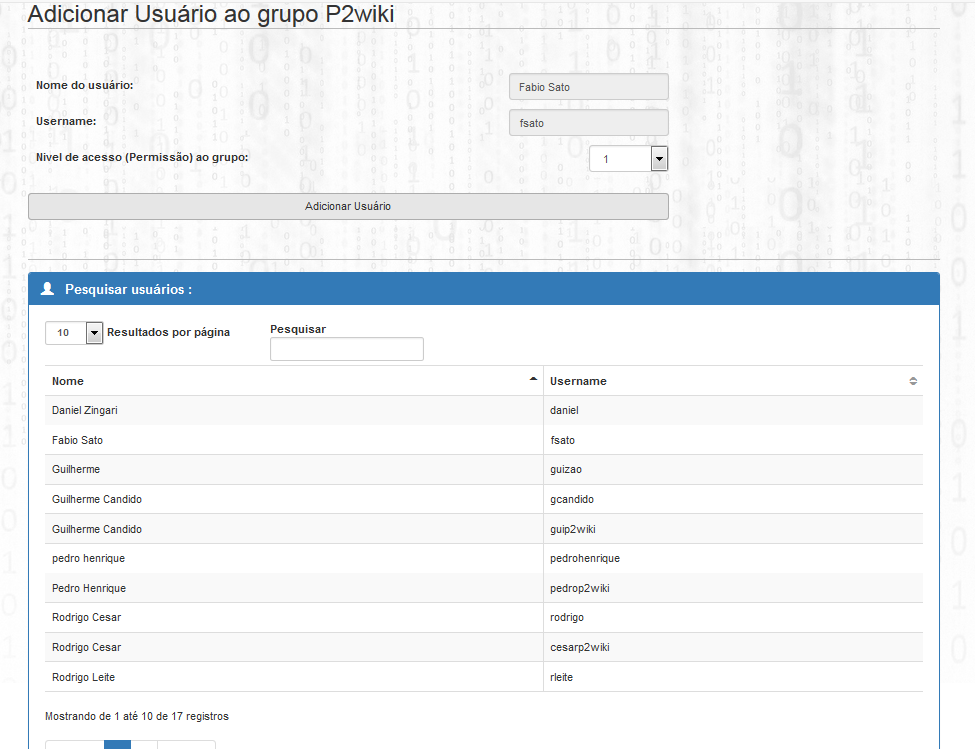 Adicionar Usuário ao grupo P2wiki
Nome do usuário: Fabio Sato
Username: fsato
Nivel de acesso (Permissão) ao grupo: 1
Adicionar Usuário
Pesquisar usuários :
10 Resultados por página Pesquisar
Nome Username
Daniel Zingari daniel
Fabio Sato fsato
Guilherme guizao
Guilherme Candido gcandido
Guilherme Candido guip2wiki
pedro henrique pedrohenrique
Pedro Henrique pedrop2wiki
Rodrigo Cesar rodrigo
Rodrigo Cesar cesarp2wiki
Rodrigo Leite rleite
Mostrando de 1 até 10 de 17 registros